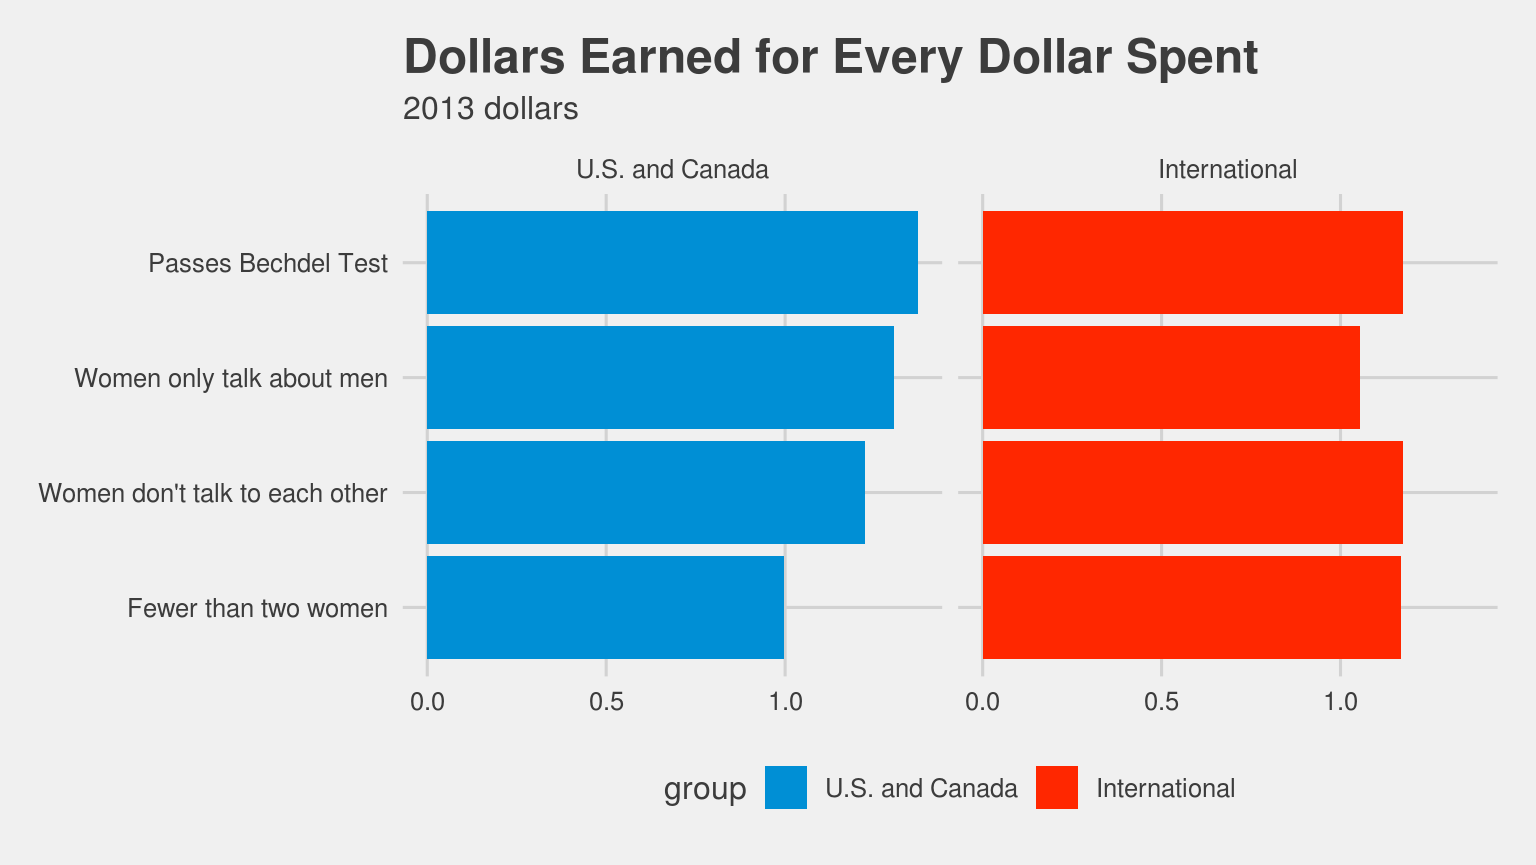 Dollars Earned for Every Dollar Spent
2013 dollars
U.S. and Canada
International
Passes Bechdel Test
Women only talk about men
Women don't talk to each other
Fewer than two women
0.0 0.5 1.0
0.0 0.5 1.0
group U.S. and Canada International